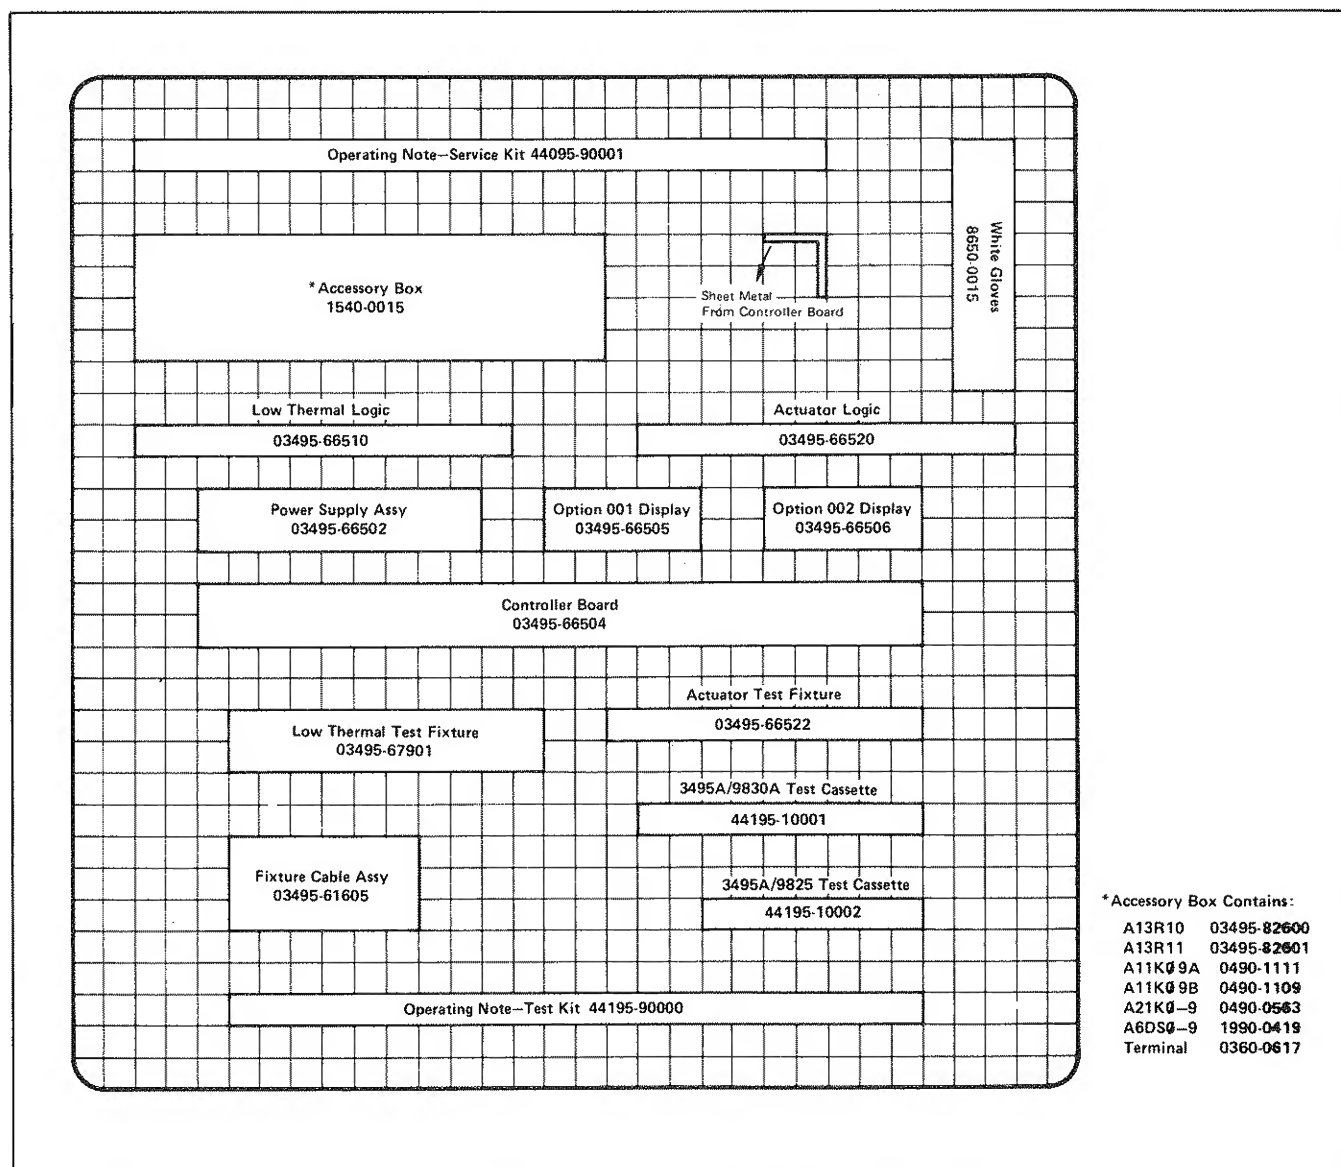 Operating Note—Service Kit 44095-90001
White Gloves
8650-0015
*Accessory Box
1540-0015
Sheet Metal
From Controller Board
Low Thermal Logic
03495-66510
Actuator Logic
03495-66520
Power Supply Assy
03495-66502
Option 001 Display
03495-66505
Option 002 Display
03495-66506
Controller Board
03495-66504
Actuator Test Fixture
03495-66522
Low Thermal Test Fixture
03495-67901
3495A/9830A Test Cassette
44195-10001
Fixture Cable Assy
03495-61605
3495A/9825 Test Cassette
44195-10002
Operating Note—Test Kit 44195-90000
*Accessory Box Contains:
A13R10 03495-82600
A13R11 03495-82601
A11KØ9A 0490-1111
A11KØ9B 0490-1109
A21KØ—9 0490-0563
A6DSØ—9 1990-0419
Terminal 0360-0617